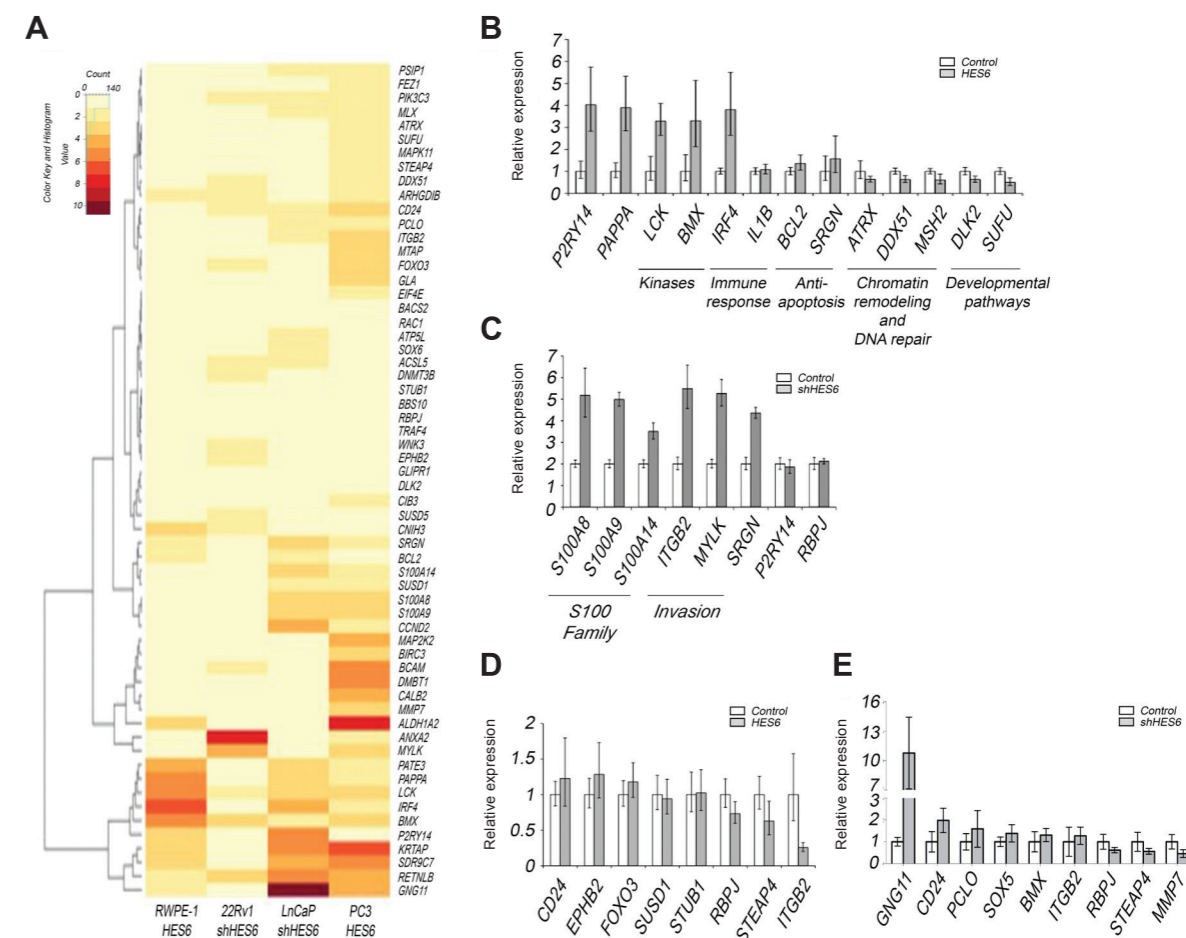 A
Count
0 140
0
2
4
6
8
10
Color Key and Histogram
Value
PSIP1
FEZ1
PIK3C3
MLX
ATRX
SUFU
MAPK11
STEAP4
DDX51
ARHGDIB
CD24
PCLO
ITGB2
MTAP
FOXO3
GLA
EIF4E
BACS2
RAC1
ATP5L
SOX6
ACSL5
DNMT3B
STUB1
BBS10
RBPJ
TRAF4
WNK3
EPHB2
GLIPR1
DLK2
CIB3
SUSD5
CNIH3
SRGN
BCL2
S100A14
SUSD1
S100A8
S100A9
CCND2
MAP2K2
BIRC3
BCAM
DMBT1
CALB2
MMP7
ALDH1A2
ANXA2
MYLK
PATE3
PAPPA
LCK
IRF4
BMX
P2RY14
KRTAP
SDR9C7
RETNLB
GNG11
RWPE-1 22Rv1 LnCaP PC3
HES6 shHES6 shHES6 HES6
B
Relative expression
7
6
5
4
3
2
1
0
Control
HES6
P2RY14 PAPPA LCK BMX IRF4 IL1B BCL2 SRGN ATRX DDX51 MSH2 DLK2 SUFU
Kinases Immune Anti- Chromatin Developmental
response apoptosis remodeling pathways
and
DNA repair
C
Relative expression
7
6
5
4
3
2
1
0
Control
shHES6
S100A8 S100A9 S100A14 ITGB2 MYLK SRGN P2RY14 RBPJ
S100 Invasion
Family
D
Relative expression
2
1.5
1
0.5
0
Control
HES6
CD24 EPHB2 FOXO3 SUSD1 STUB1 RBPJ STEAP4 ITGB2
E
Relative expression
16
13
10
7
3
2
1
0
Control
shHES6
GNG11 CD24 PCLO SOX5 BMX ITGB2 RBPJ STEAP4 MMP7